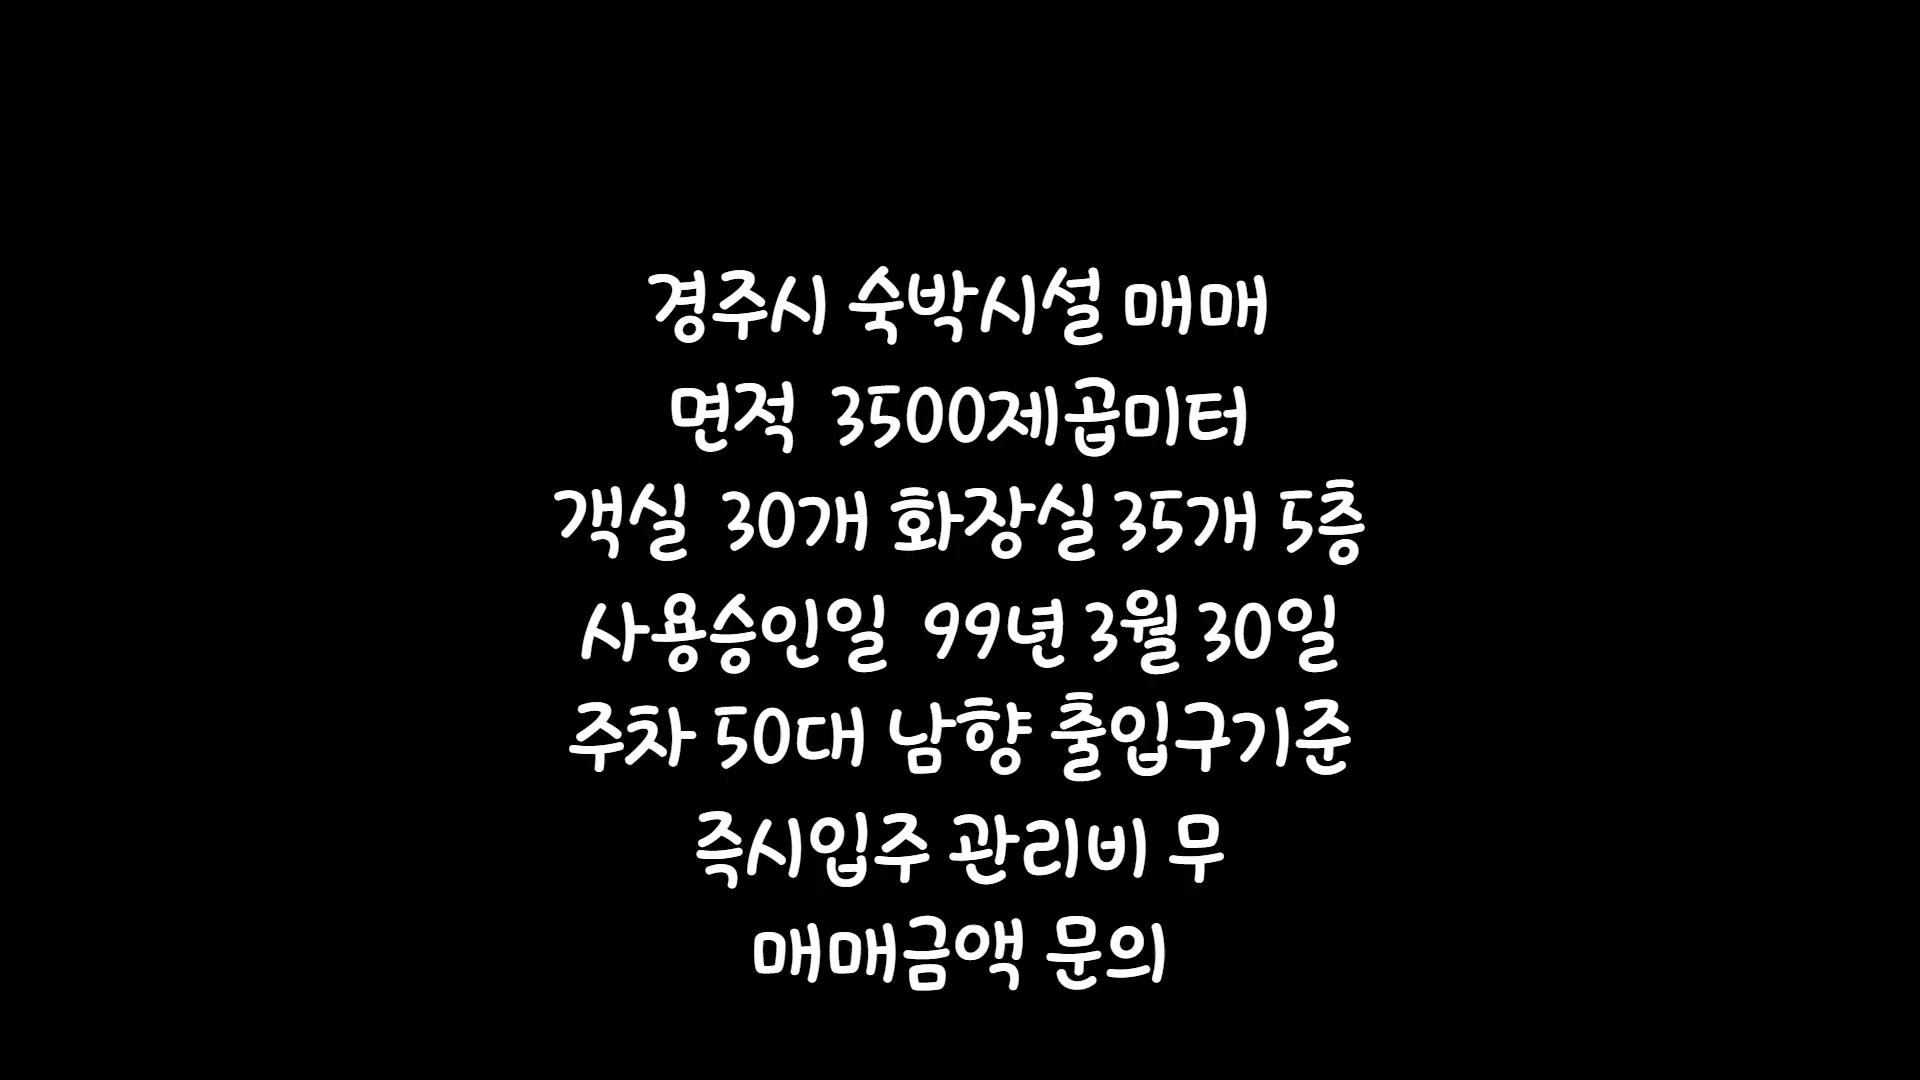 경주시 숙박시설 매매
면적 3500제곱미터
객실 30개 화장실 35개 5층
사용승인일 99년 3월 30일
주차 50대 남향 출입구기준
즉시입주 관리비 무
매매금액 문의